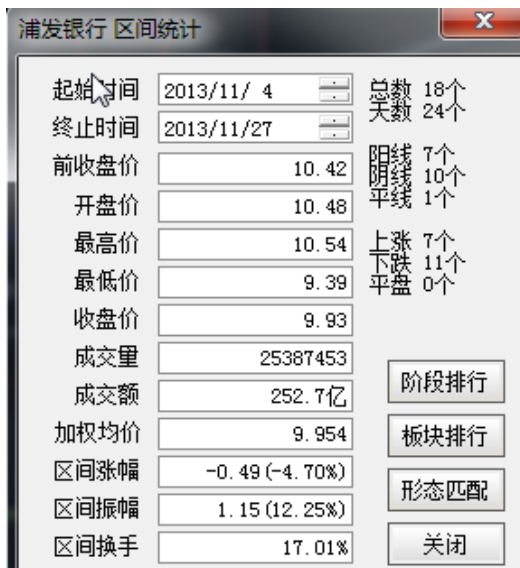 浦发银行 区间统计
起始时间 2013/11/ 4
终止时间 2013/11/27
前收盘价 10.42
开盘价 10.48
最高价 10.54
最低价 9.39
收盘价 9.93
成交量 25387453
成交额 252.7亿
加权均价 9.954
区间涨幅 -0.49(-4.70%)
区间振幅 1.15(12.25%)
区间换手 17.01%
总数 18个
天数 24个
阳线 7个
阴线 10个
平线 1个
上涨 7个
下跌 11个
平盘 0个
阶段排行
板块排行
形态匹配
关闭